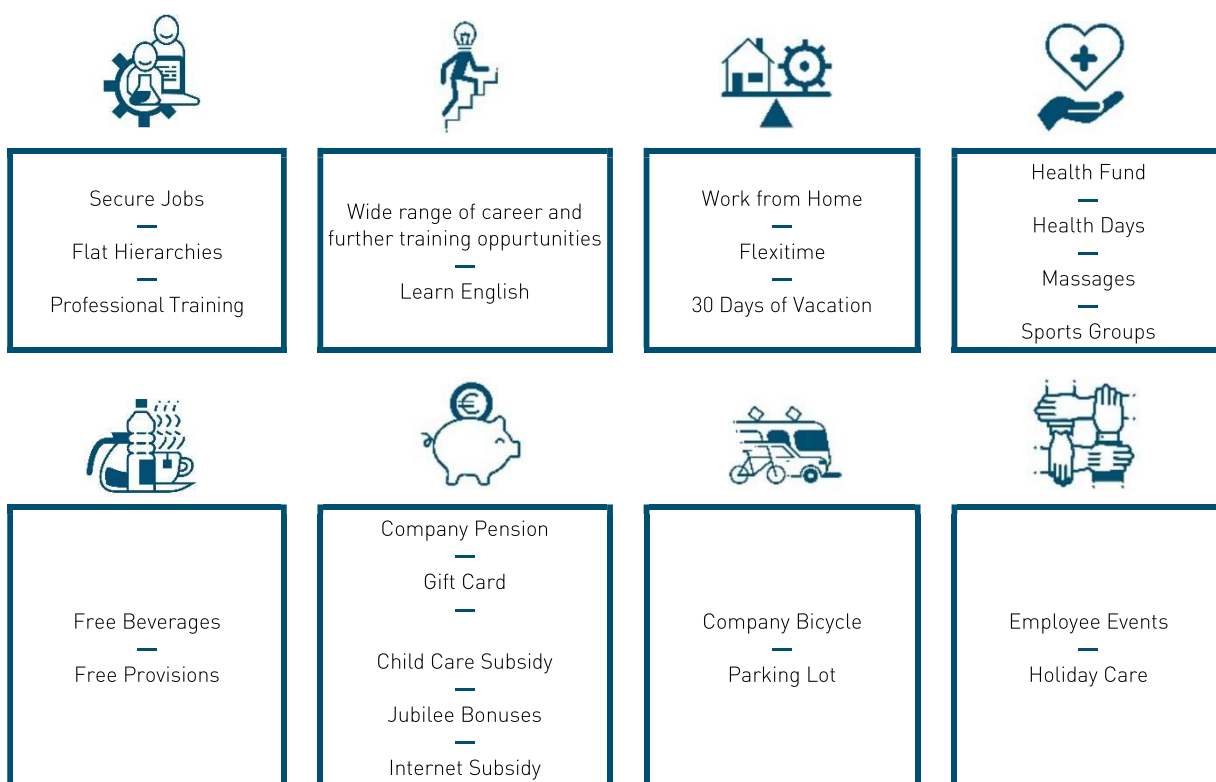 Secure Jobs
Flat Hierarchies
Professional Training
Wide range of career and
further training oppurtunities
Learn English
Work from Home
Flexitime
30 Days of Vacation
Health Fund
Health Days
Massages
Sports Groups
Free Beverages
Free Provisions
€
Company Pension
Gift Card
Child Care Subsidy
Jubilee Bonuses
Internet Subsidy
Company Bicycle
Parking Lot
Employee Events
Holiday Care